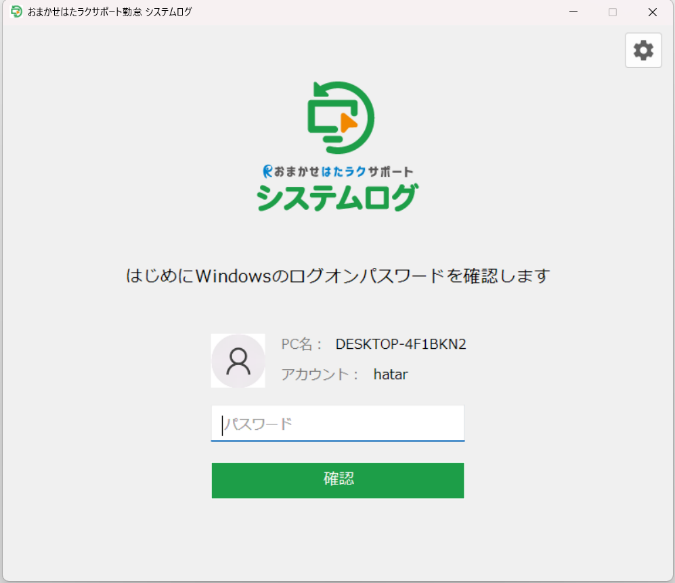 おまかせはたラクサポート勤怠 システムログ
おまかせはたラクサポート
システムログ
はじめにWindowsのログオンパスワードを確認します
PC名： DESKTOP-4F1BKN2
アカウント： hatar
パスワード
確認